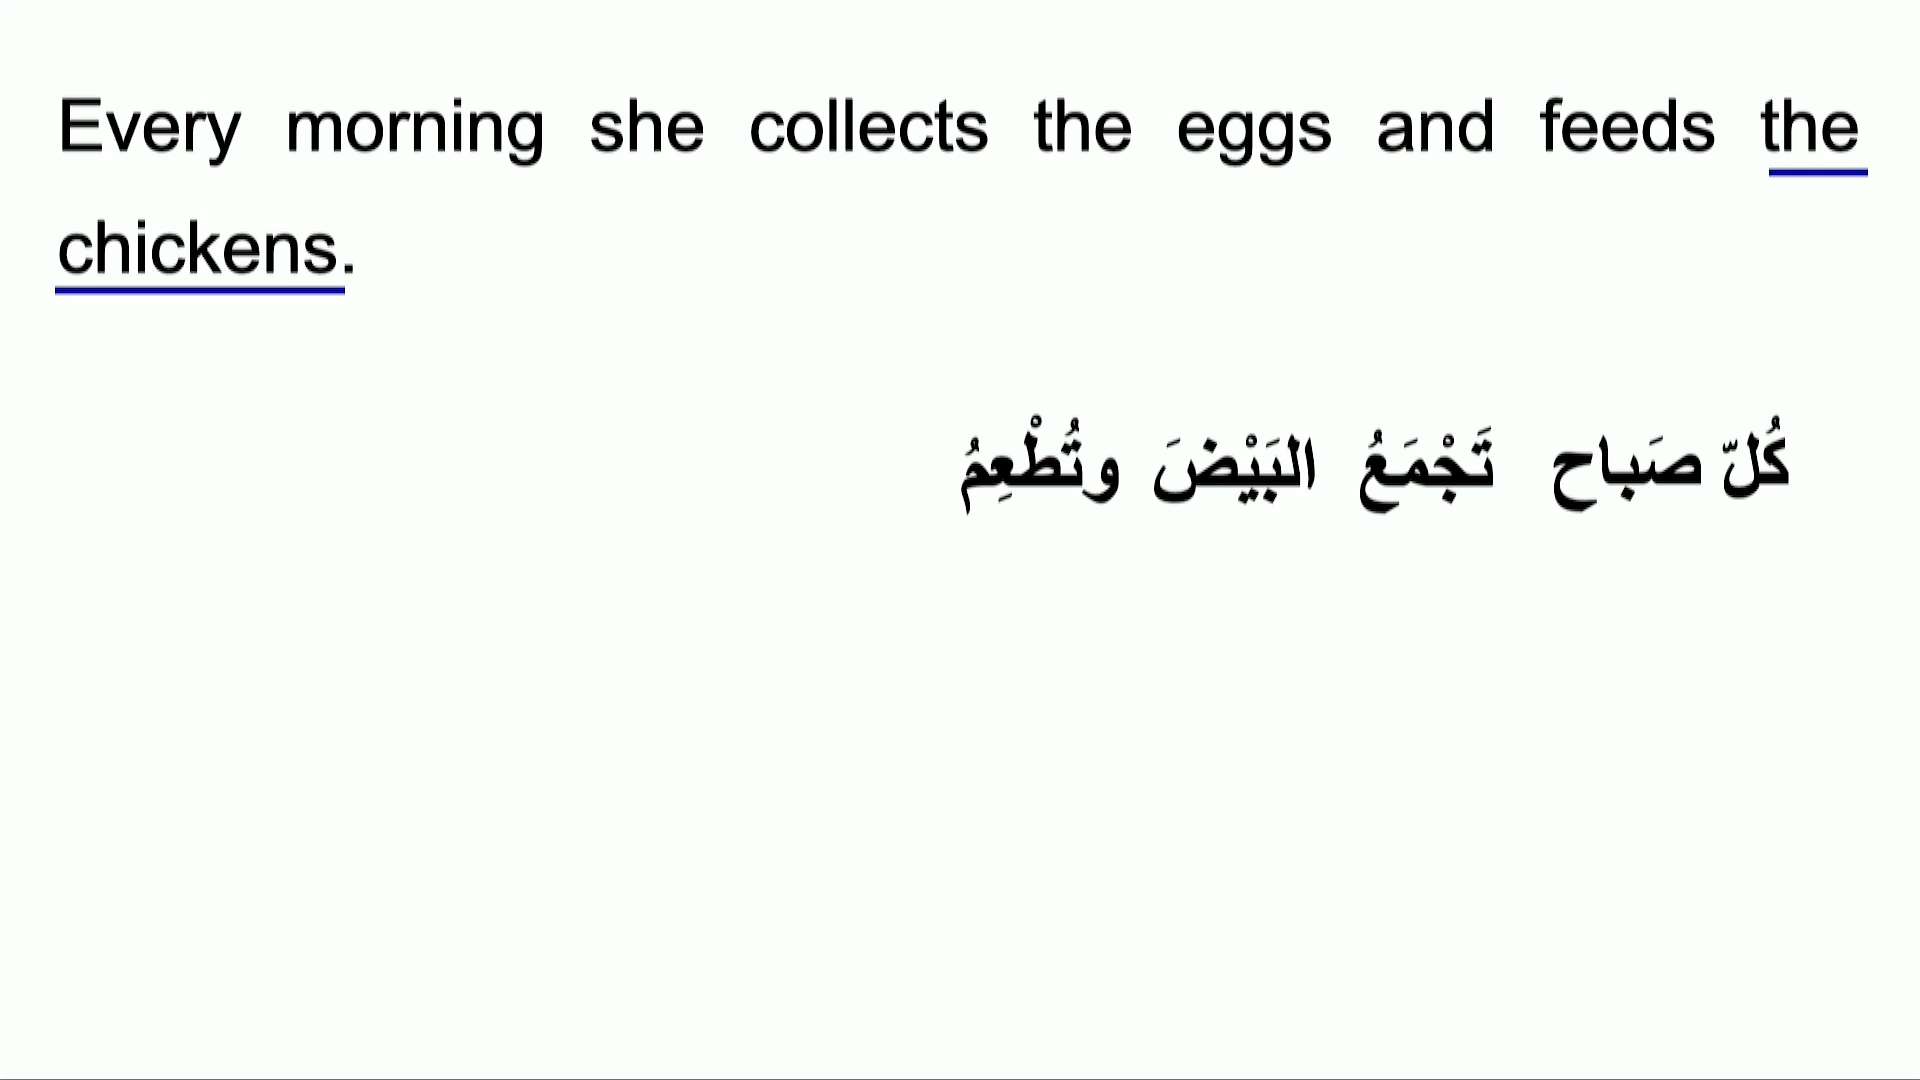 Every morning she collects the eggs and feeds the
chickens.
كُلّ صَباح تَجْمَعُ البَيْضَ وتُطْعِمُ